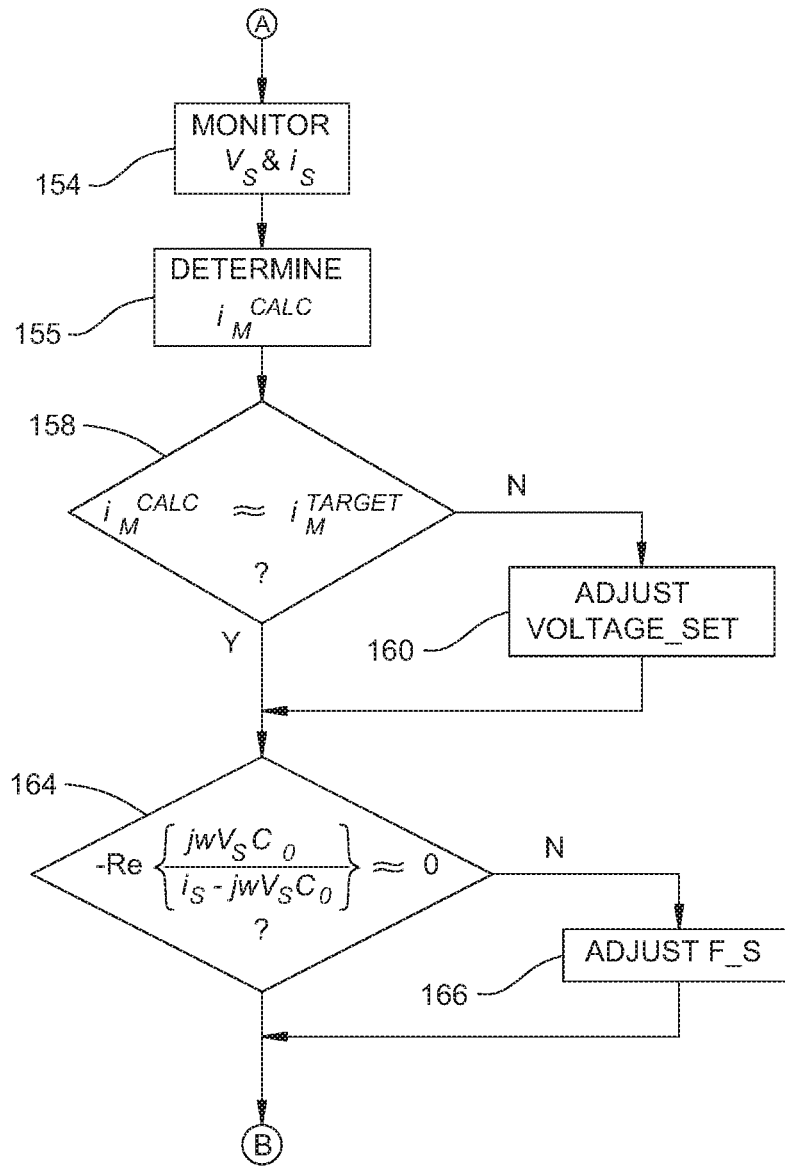 A
MONITOR
V_S & i_S
154
DETERMINE
i_M^CALC
155
158
i_M^CALC ≈ i_M^TARGET
?
N
ADJUST
VOLTAGE_SET
160
Y
164
-Re { jwV_S C_0 / i_S - jwV_S C_0 } ≈ 0
?
N
ADJUST F_S
166
B